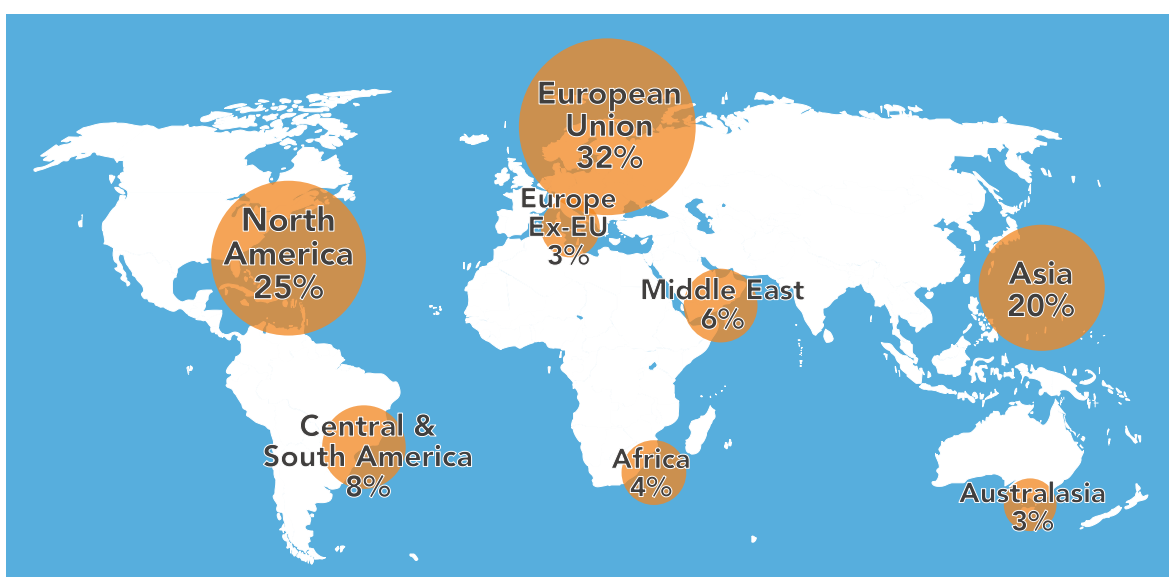 European
Union
32%
Europe
Ex-EU
3%
North
America
25%
Middle East
6%
Asia
20%
Central &
South America
8%
Africa
4%
Australasia
3%